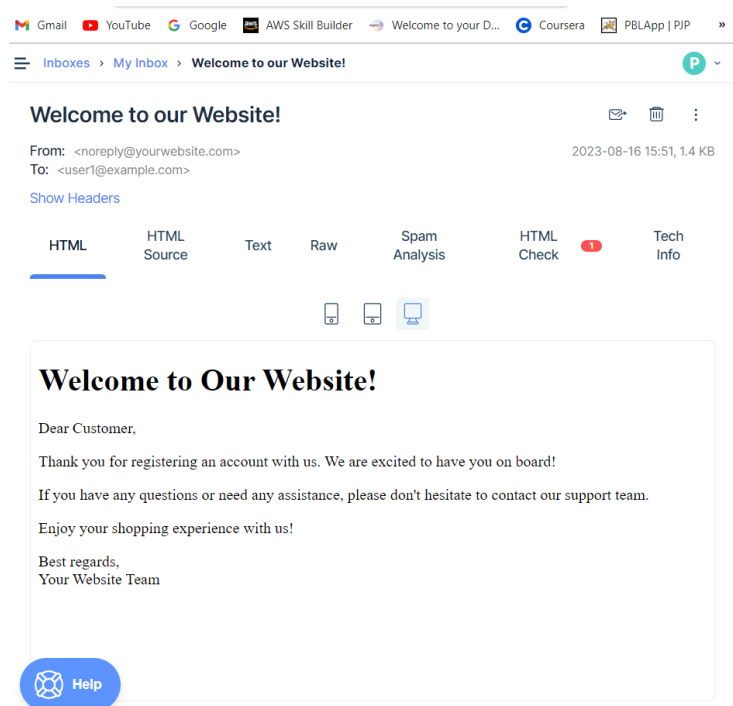 Gmail YouTube Google aws AWS Skill Builder Welcome to your D... C Coursera PBLApp | PJP »
Inboxes › My Inbox › Welcome to our Website! P
Welcome to our Website!
From: <noreply@yourwebsite.com> 2023-08-16 15:51, 1.4 KB
To: <user1@example.com>
Show Headers
HTML HTML Source Text Raw Spam Analysis HTML Check 1 Tech Info
Welcome to Our Website!
Dear Customer,
Thank you for registering an account with us. We are excited to have you on board!
If you have any questions or need any assistance, please don't hesitate to contact our support team.
Enjoy your shopping experience with us!
Best regards,
Your Website Team
Help